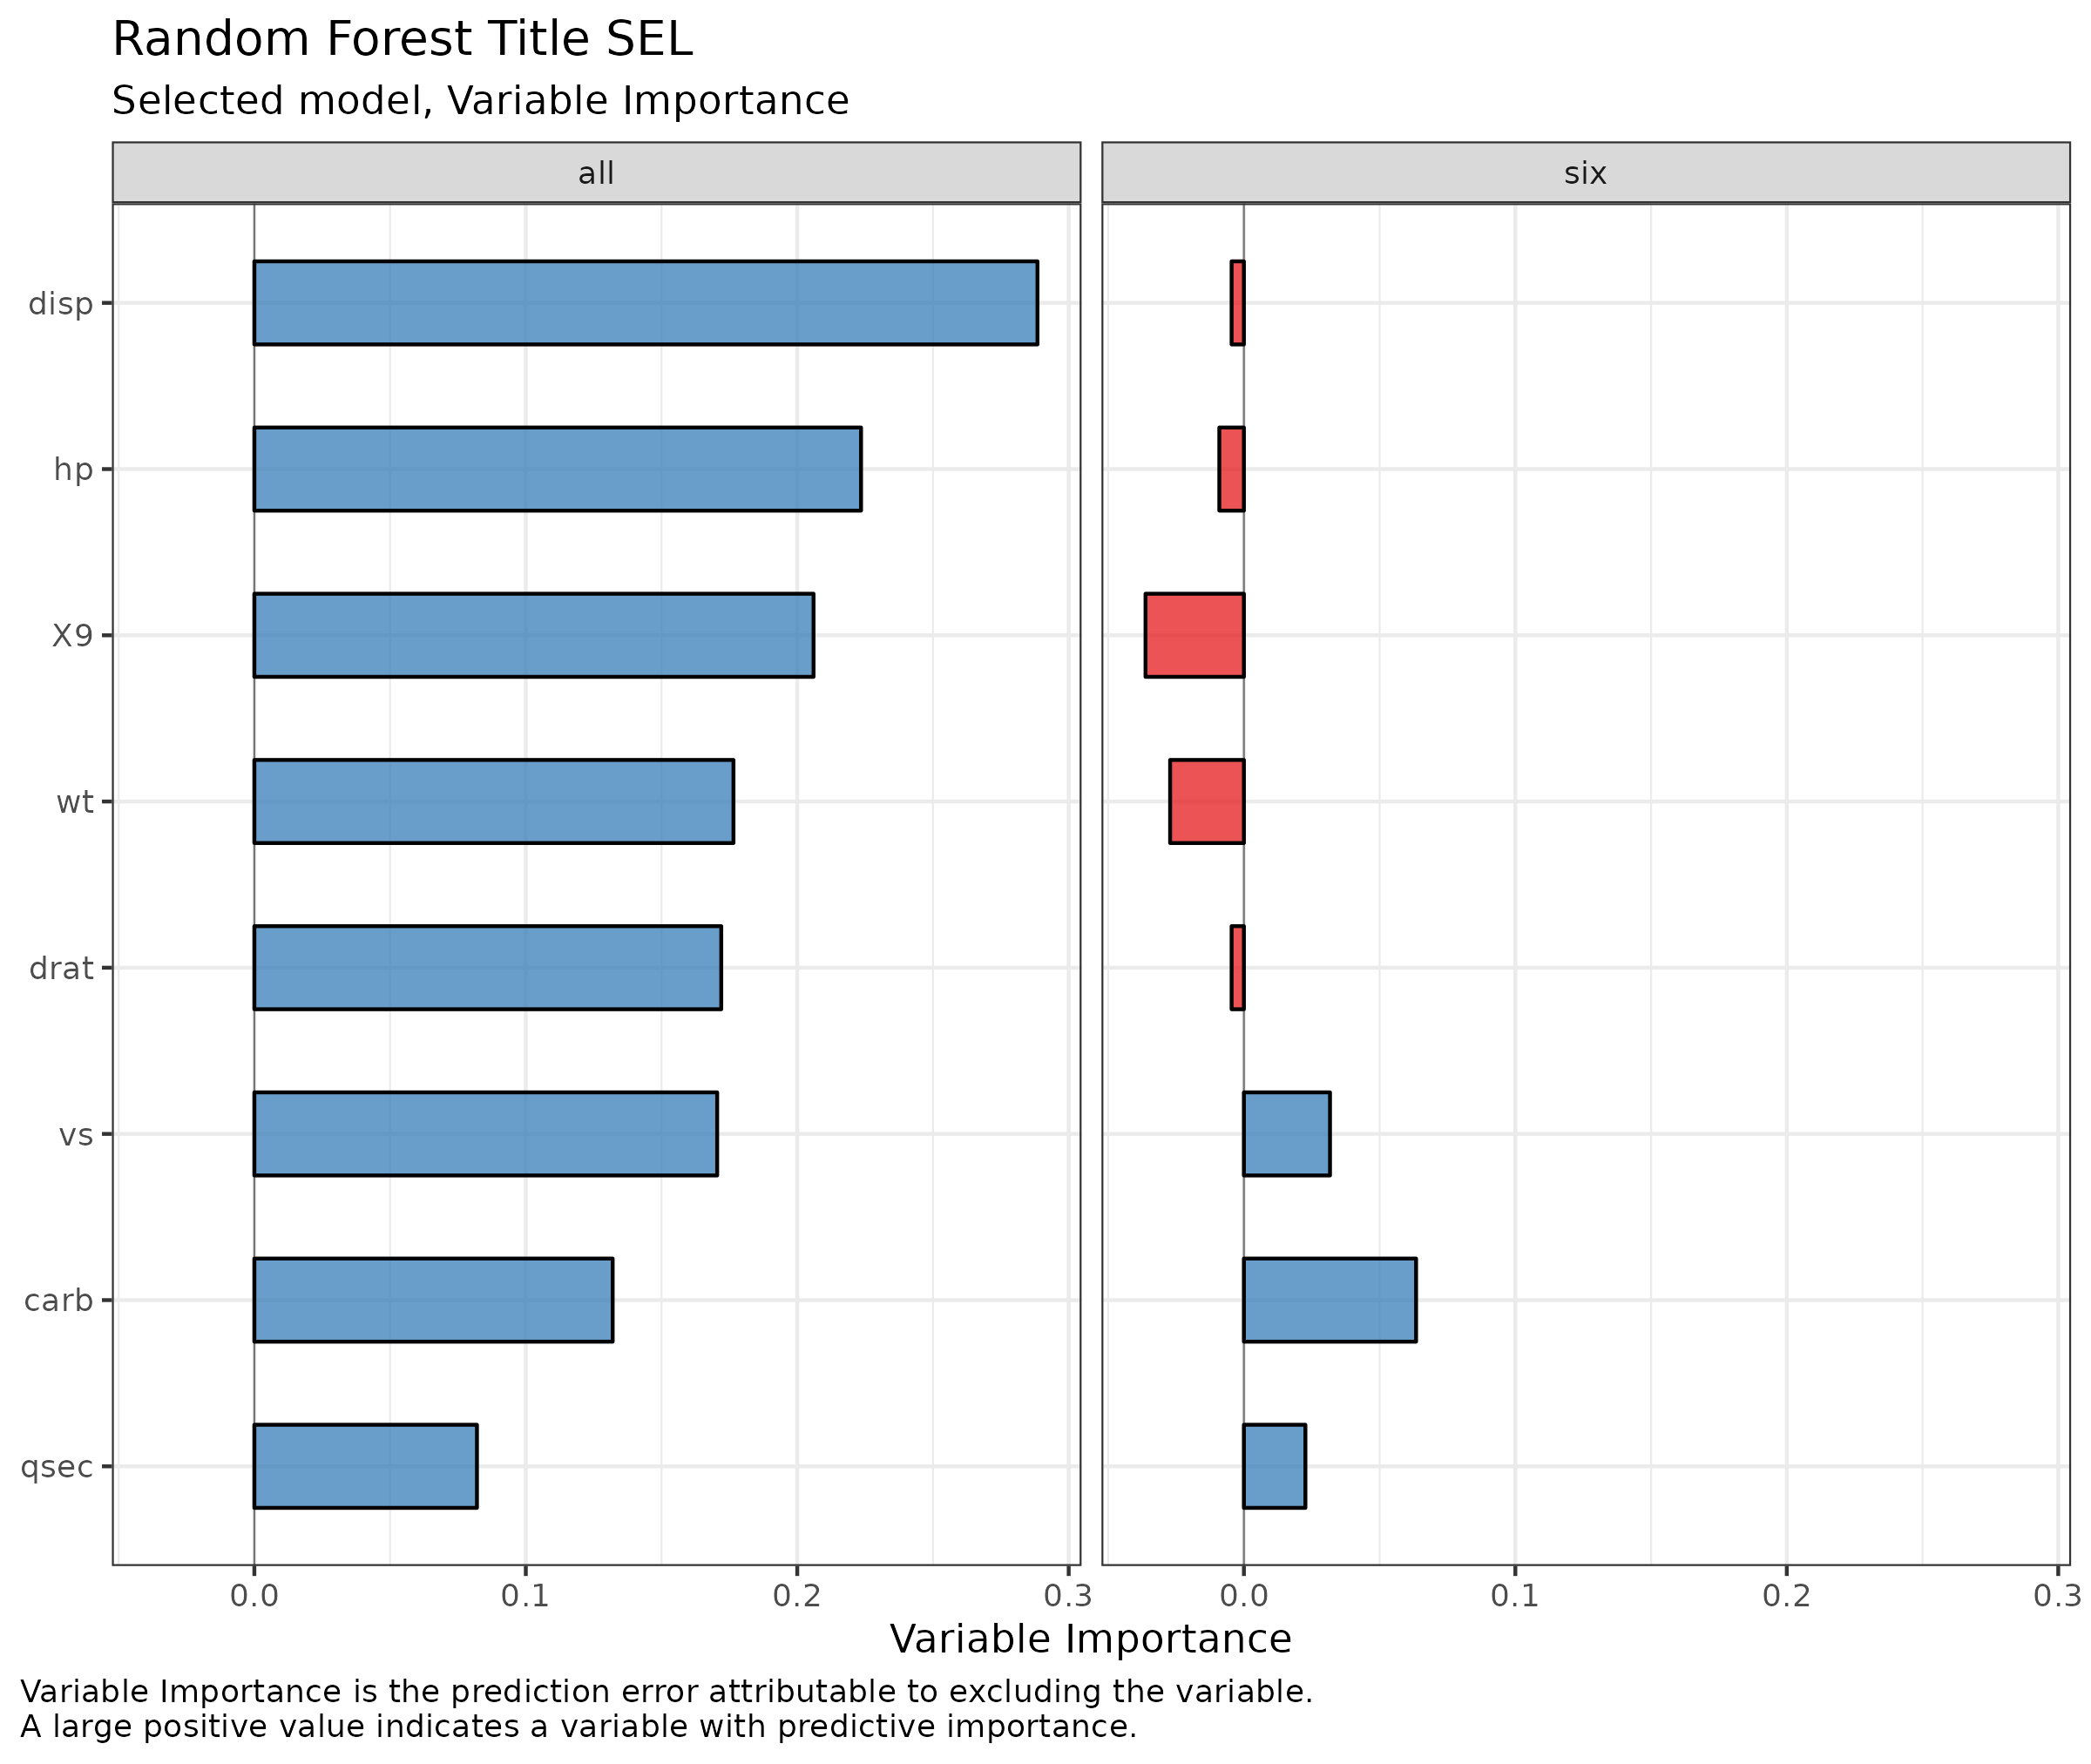 Random Forest Title SEL
Selected model, Variable Importance
all
six
disp
hp
X9
wt
drat
vs
carb
qsec
0.0 0.1 0.2 0.3 0.0 0.1 0.2 0.3
Variable Importance
Variable Importance is the prediction error attributable to excluding the variable.
A large positive value indicates a variable with predictive importance.